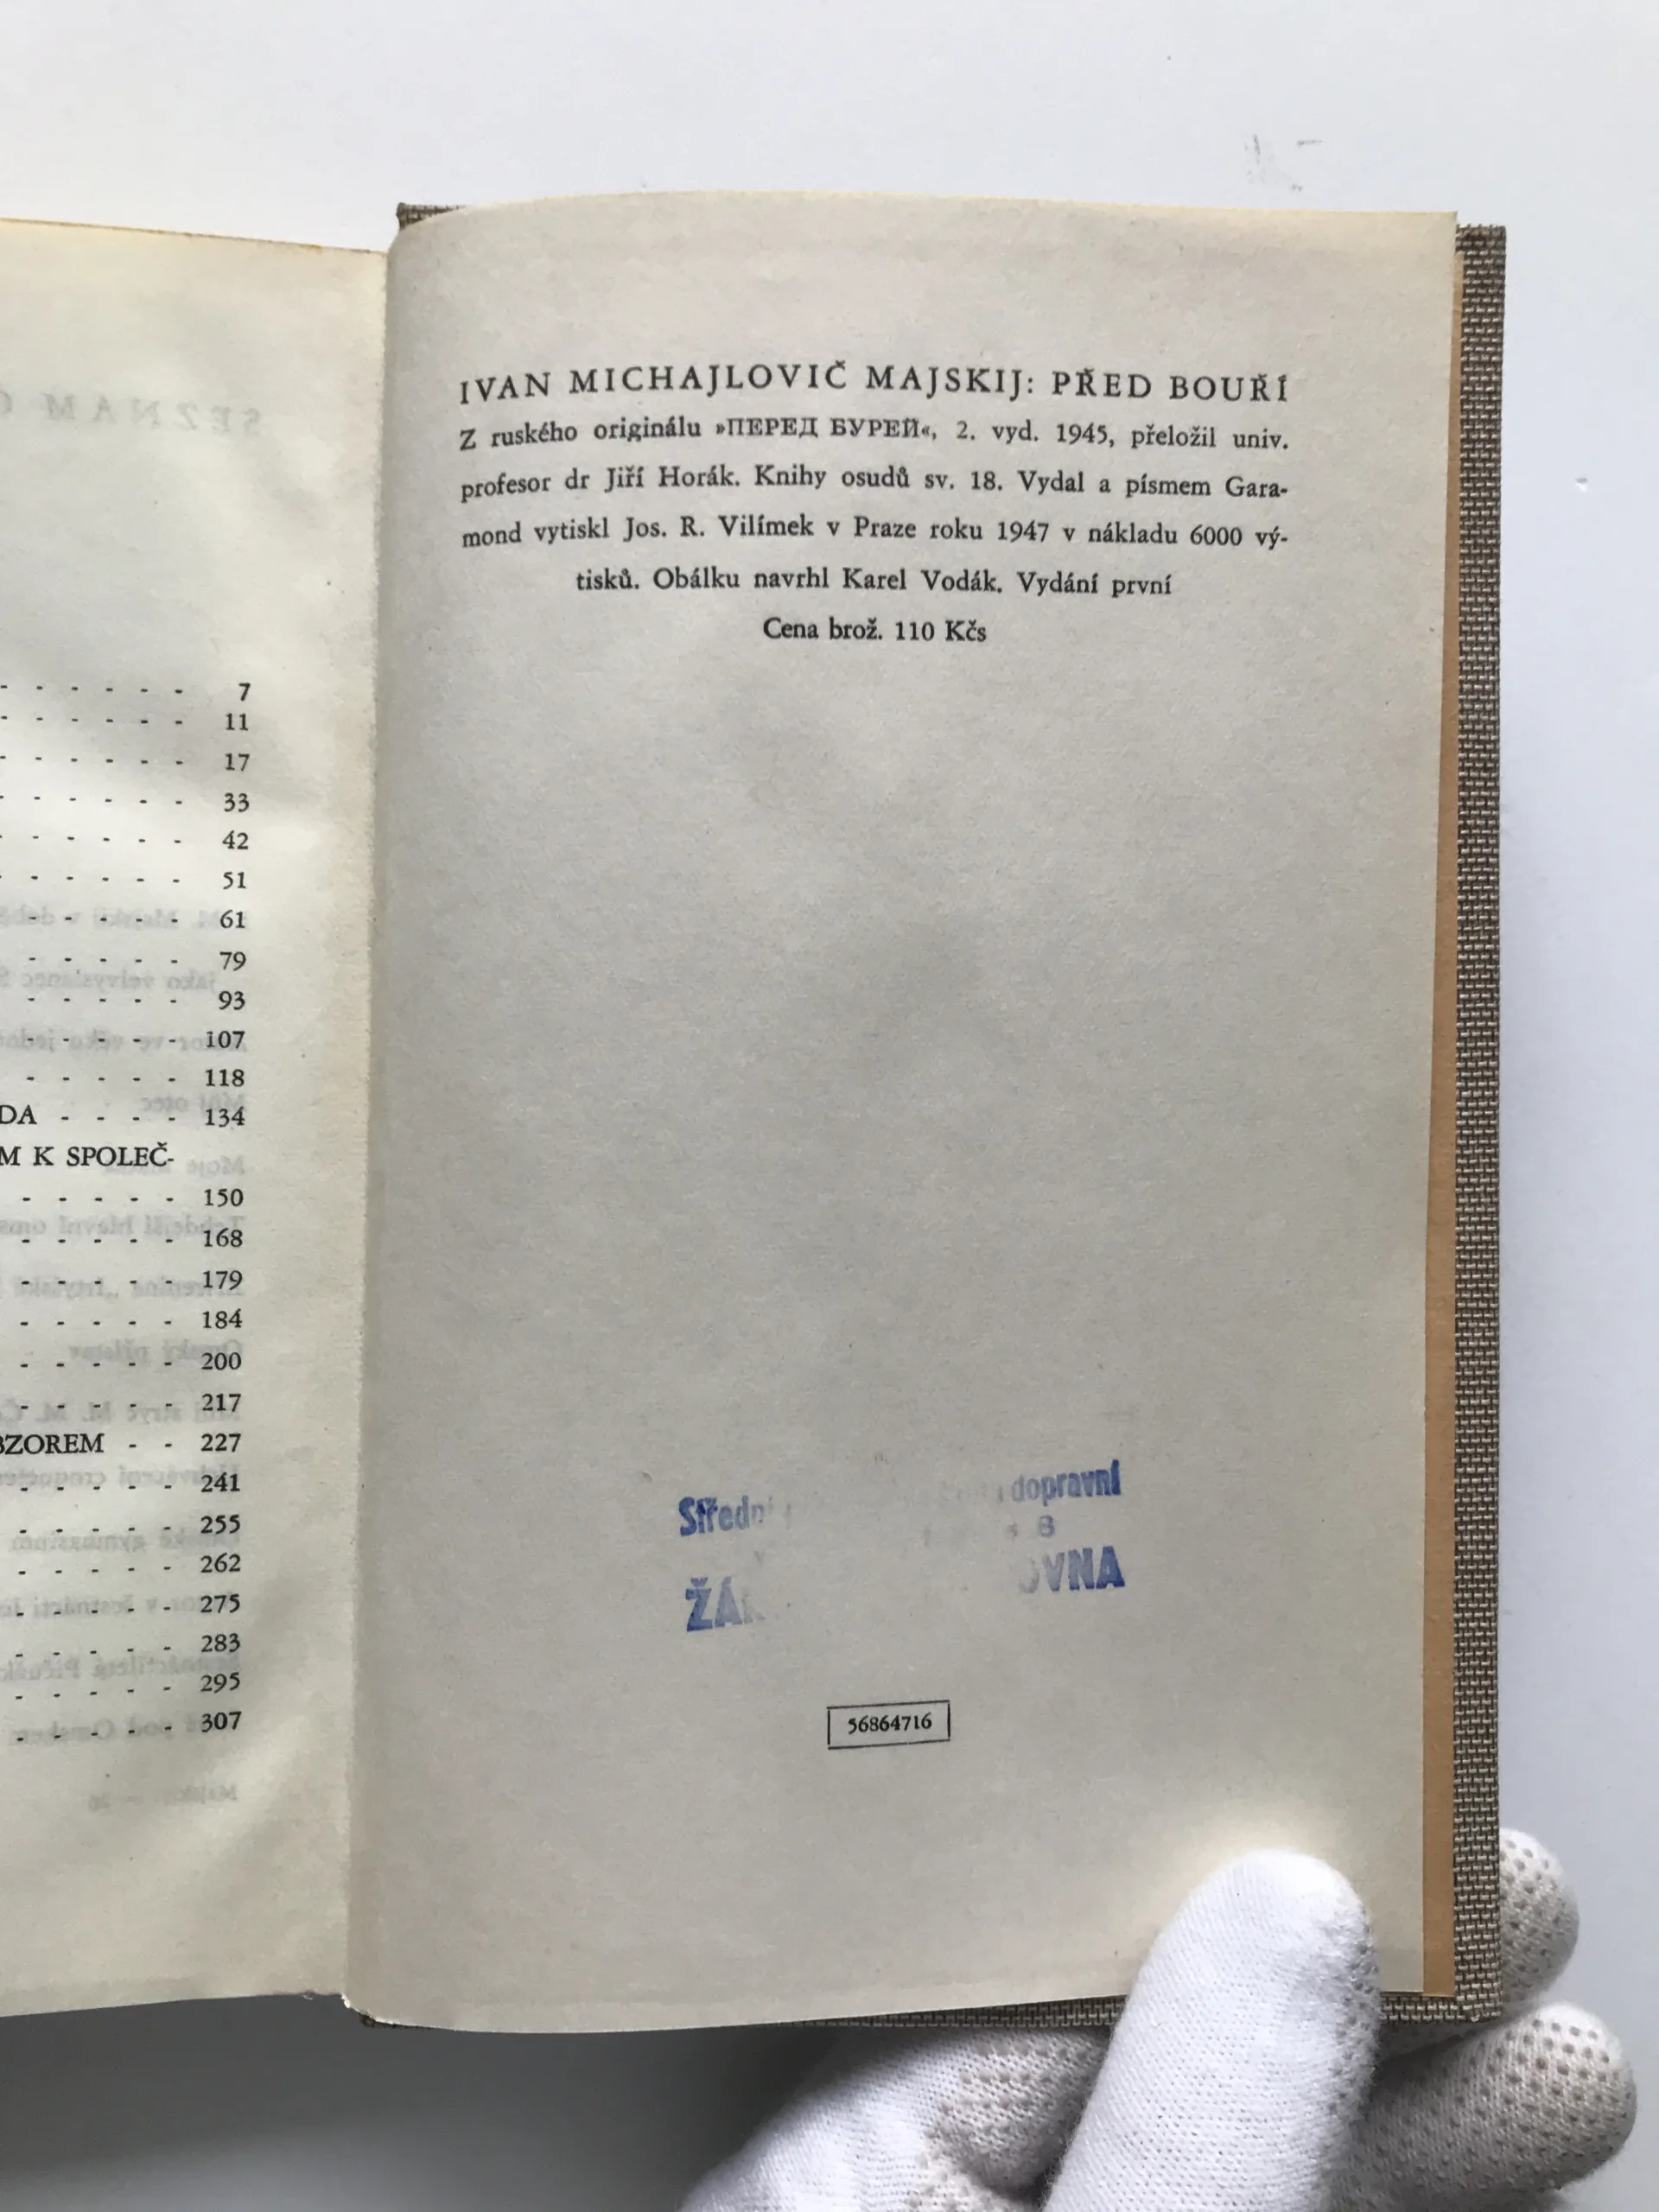 7
11
17
33
42
51
61
79
93
107
118
DA - - - - 134
M K SPOLEČ-
150
168
179
184
200
217
BZOREM - - 227
241
255
262
275
283
295
307
IVAN MICHAJLOVIČ MAJSKIJ: PŘED BOUŘÍ
Z ruského originálu »ПЕРЕД БУРЕЙ«, 2. vyd. 1945, přeložil univ.
profesor dr Jiří Horák. Knihy osudů sv. 18. Vydal a písmem Gara-
mond vytiskl Jos. R. Vilímek v Praze roku 1947 v nákladu 6000 vý-
tisků. Obálku navrhl Karel Vodák. Vydání první
Cena brož. 110 Kčs
dopravní
8
56864716